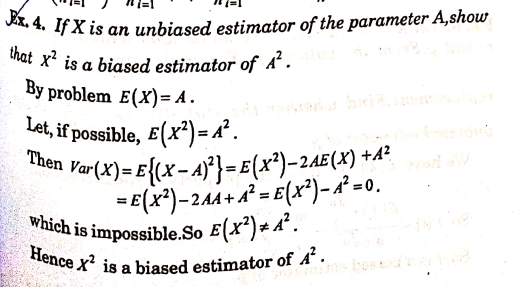 Ex. 4. If X is an unbiased estimator of the parameter A,show
that X² is a biased estimator of A².
By problem E(X)= A.
Let, if possible, E(X²)= A².
Then Var(X)= E{(X – A)²}= E(X²)–2AE(X) +A²
= E(X²)–2AA+A² = E(X²)–A² =0.
which is impossible.So E(X²)≠ A².
Hence X² is a biased estimator of A².